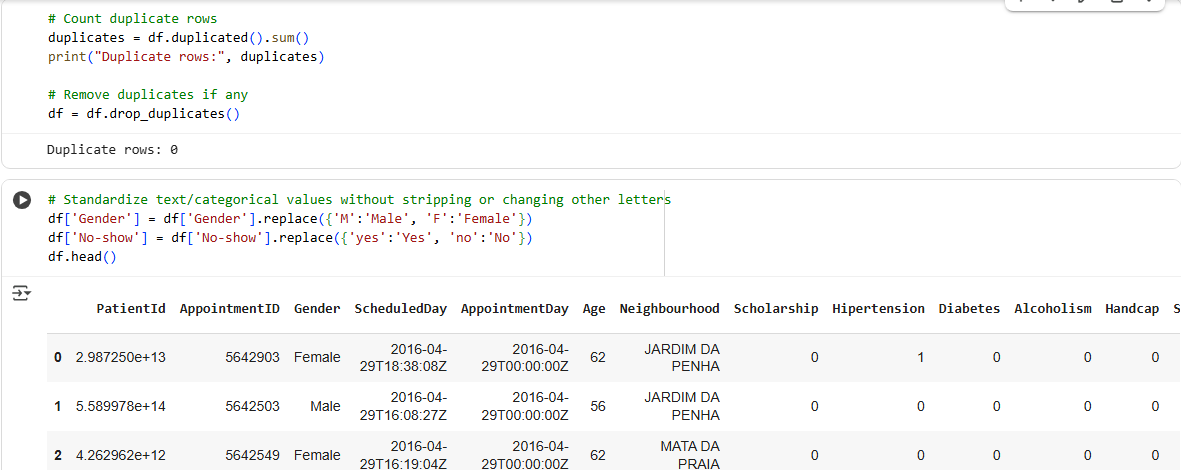 # Count duplicate rows
duplicates = df.duplicated().sum()
print("Duplicate rows:", duplicates)
# Remove duplicates if any
df = df.drop_duplicates()
Duplicate rows: 0
# Standardize text/categorical values without stripping or changing other letters
df['Gender'] = df['Gender'].replace({'M':'Male', 'F':'Female'})
df['No-show'] = df['No-show'].replace({'yes':'Yes', 'no':'No'})
df.head()
PatientId AppointmentID Gender ScheduledDay AppointmentDay Age Neighbourhood Scholarship Hipertension Diabetes Alcoholism Handcap S
0 2.987250e+13 5642903 Female 2016-04-29T18:38:08Z 2016-04-29T00:00:00Z 62 JARDIM DA PENHA 0 1 0 0 0
1 5.589978e+14 5642503 Male 2016-04-29T16:08:27Z 2016-04-29T00:00:00Z 56 JARDIM DA PENHA 0 0 0 0 0
2 4.262962e+12 5642549 Female 2016-04-29T16:19:04Z 2016-04-29T00:00:00Z 62 MATA DA PRAIA 0 0 0 0 0